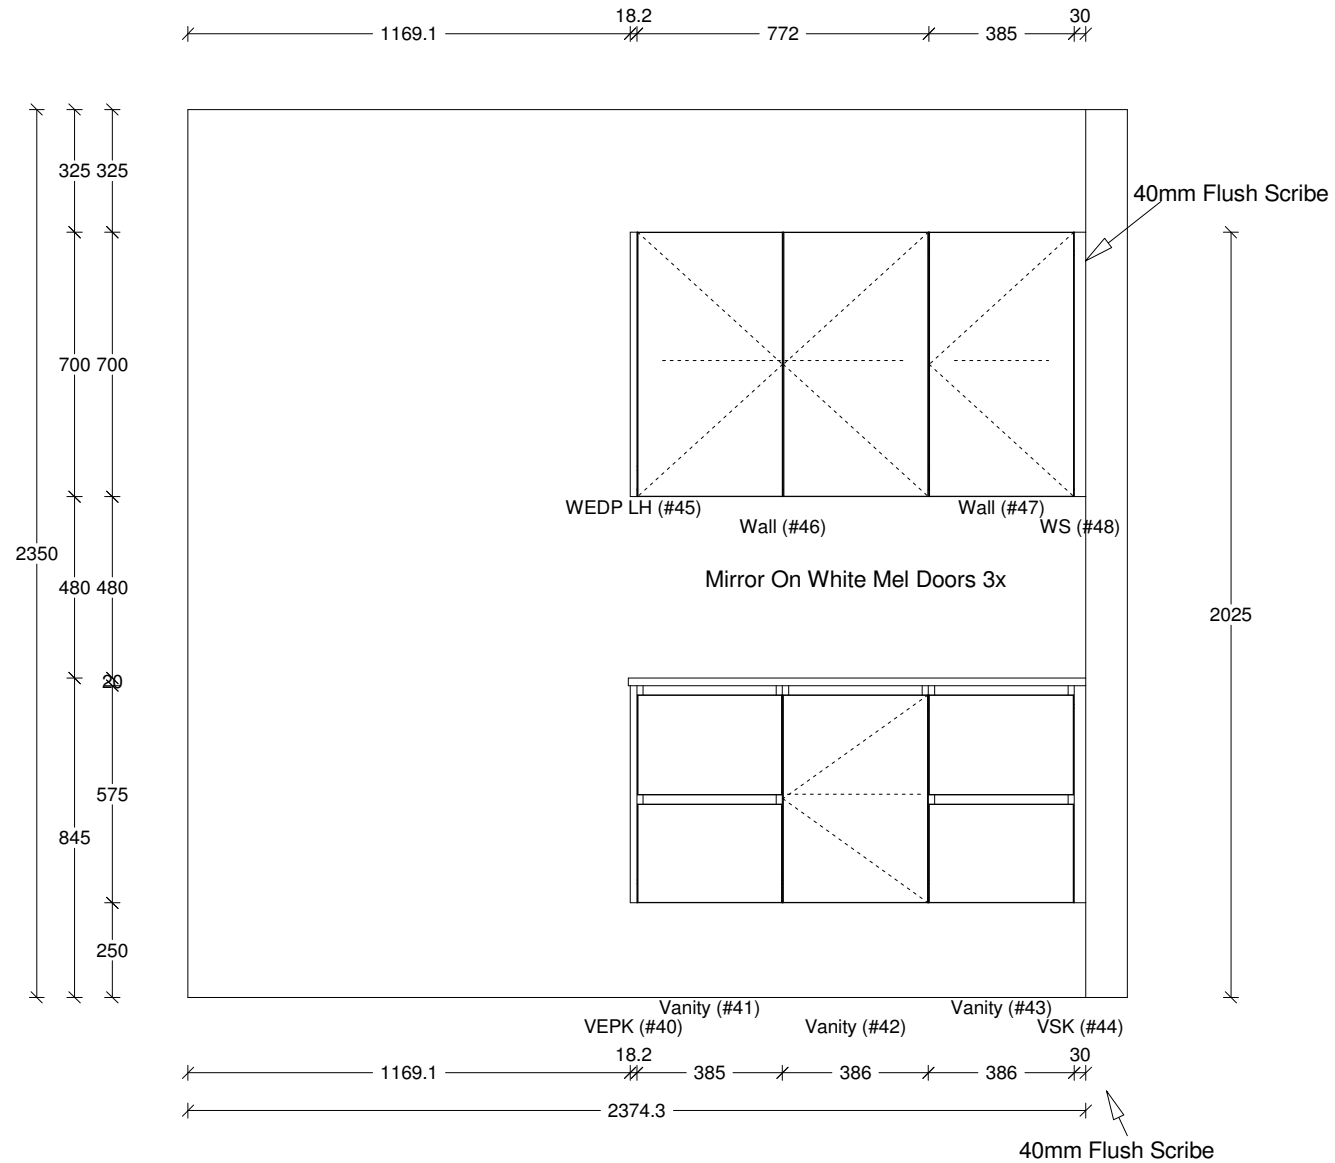 18.2
30
1169.1
772
385
325 325
40mm Flush Scribe
700 700
WEDP LH (#45)
Wall (#47)
Wall (#46)
WS (#48)
2350
Mirror On White Mel Doors 3x
480 480
2025
20
575
845
250
Vanity (#41)
Vanity (#43)
VEPK (#40)
Vanity (#42)
VSK (#44)
18.2
30
1169.1
385
386
386
2374.3
40mm Flush Scribe